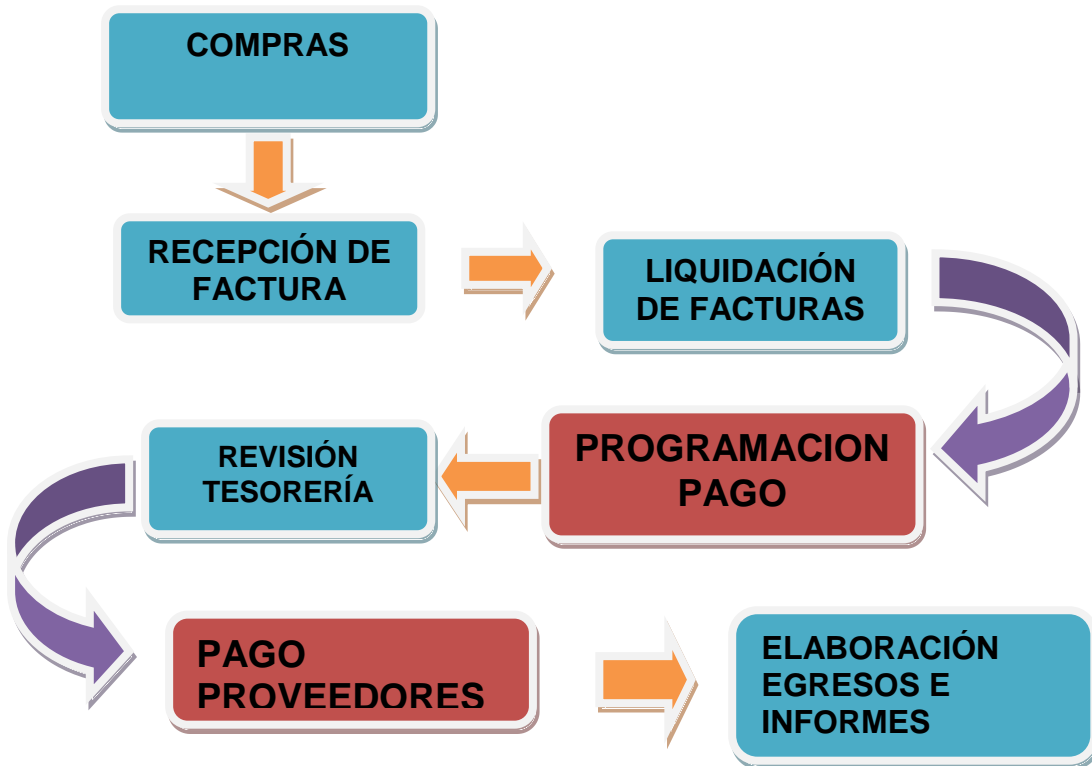 COMPRAS
RECEPCIÓN DE
FACTURA
LIQUIDACIÓN
DE FACTURAS
PROGRAMACION
PAGO
REVISIÓN
TESORERÍA
PAGO
PROVEEDORES
ELABORACIÓN
EGRESOS E
INFORMES